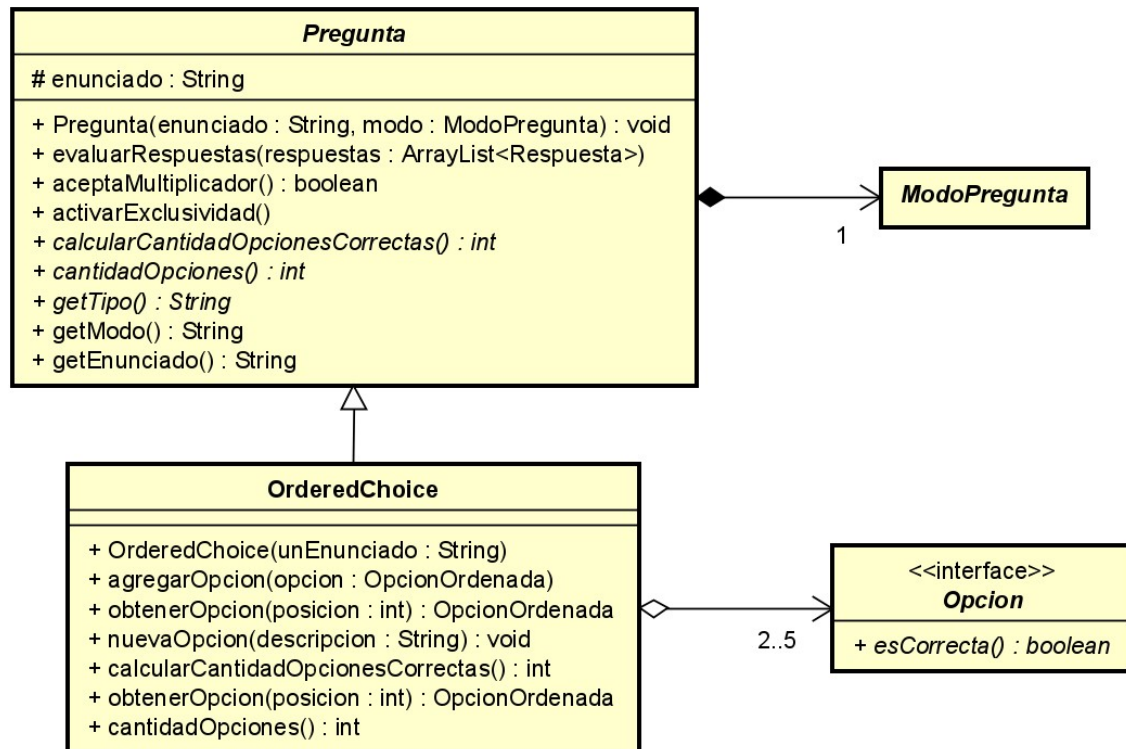 Pregunta
# enunciado : String
+ Pregunta(enunciado : String, modo : ModoPregunta) : void
+ evaluarRespuestas(respuestas : ArrayList<Respuesta>)
+ aceptaMultiplicador() : boolean
+ activarExclusividad()
+ calcularCantidadOpcionesCorrectas() : int
+ cantidadOpciones() : int
+ getTipo() : String
+ getModo() : String
+ getEnunciado() : String
ModoPregunta
1
OrderedChoice
+ OrderedChoice(unEnunciado : String)
+ agregarOpcion(opcion : OpcionOrdenada)
+ obtenerOpcion(posicion : int) : OpcionOrdenada
+ nuevaOpcion(descripcion : String) : void
+ calcularCantidadOpcionesCorrectas() : int
+ obtenerOpcion(posicion : int) : OpcionOrdenada
+ cantidadOpciones() : int
2..5
<<interface>>
Opcion
+ esCorrecta() : boolean